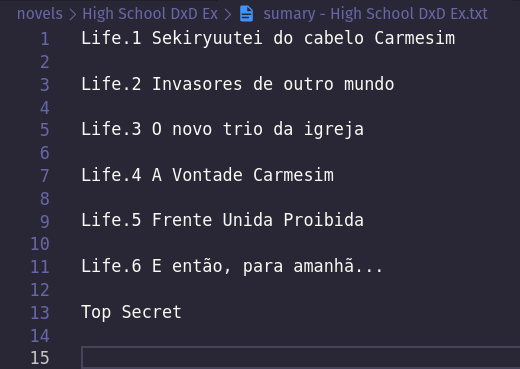 novels > High School DxD Ex > sumary - High School DxD Ex.txt
1 Life.1 Sekiryuutei do cabelo Carmesim
2
3 Life.2 Invasores de outro mundo
4
5 Life.3 O novo trio da igreja
6
7 Life.4 A Vontade Carmesim
8
9 Life.5 Frente Unida Proibida
10
11 Life.6 E então, para amanhã...
12
13 Top Secret
14
15